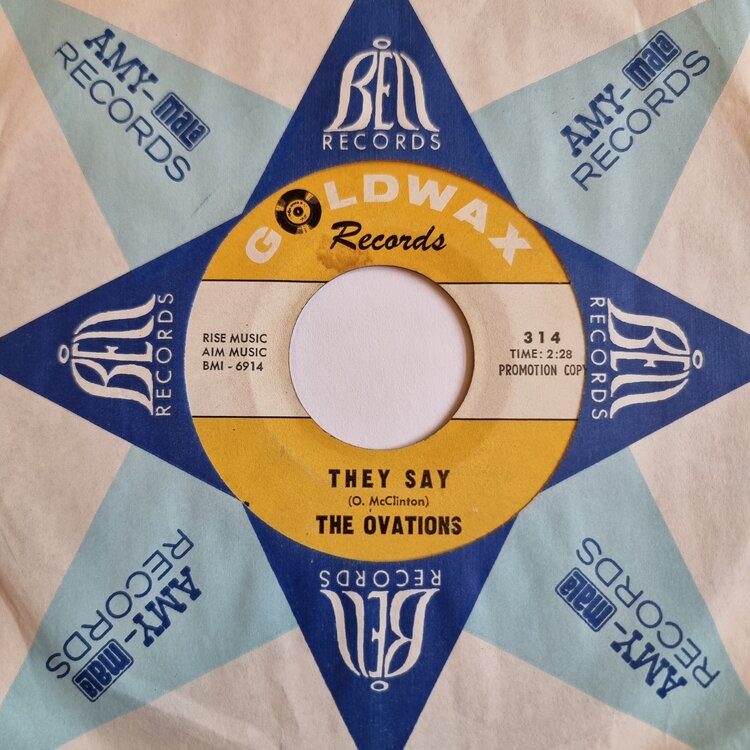 BELL
RECORDS
AMY-mala
RECORDS
AMY-mala
RECORDS
GOLDWAX
Records
BELL
RECORDS
BELL
RECORDS
RISE MUSIC
AIM MUSIC
BMI - 6914
314
TIME: 2:28
PROMOTION COPY
THEY SAY
(O. McClinton)
THE OVATIONS
BELL
RECORDS
AMY-mala
RECORDS
AMY-mala
RECORDS